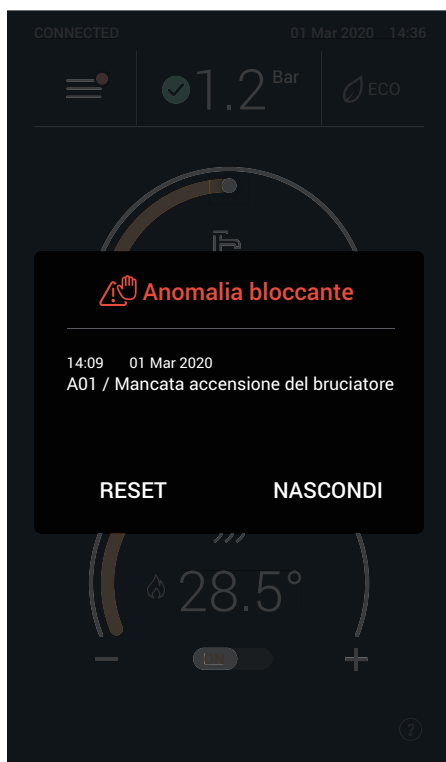 CONNECTED 01 Mar 2020 14:36
1.2 Bar ECO
Anomalia bloccante
14:09 01 Mar 2020
A01 / Mancata accensione del bruciatore
RESET NASCONDI
28.5°
− ON +
?